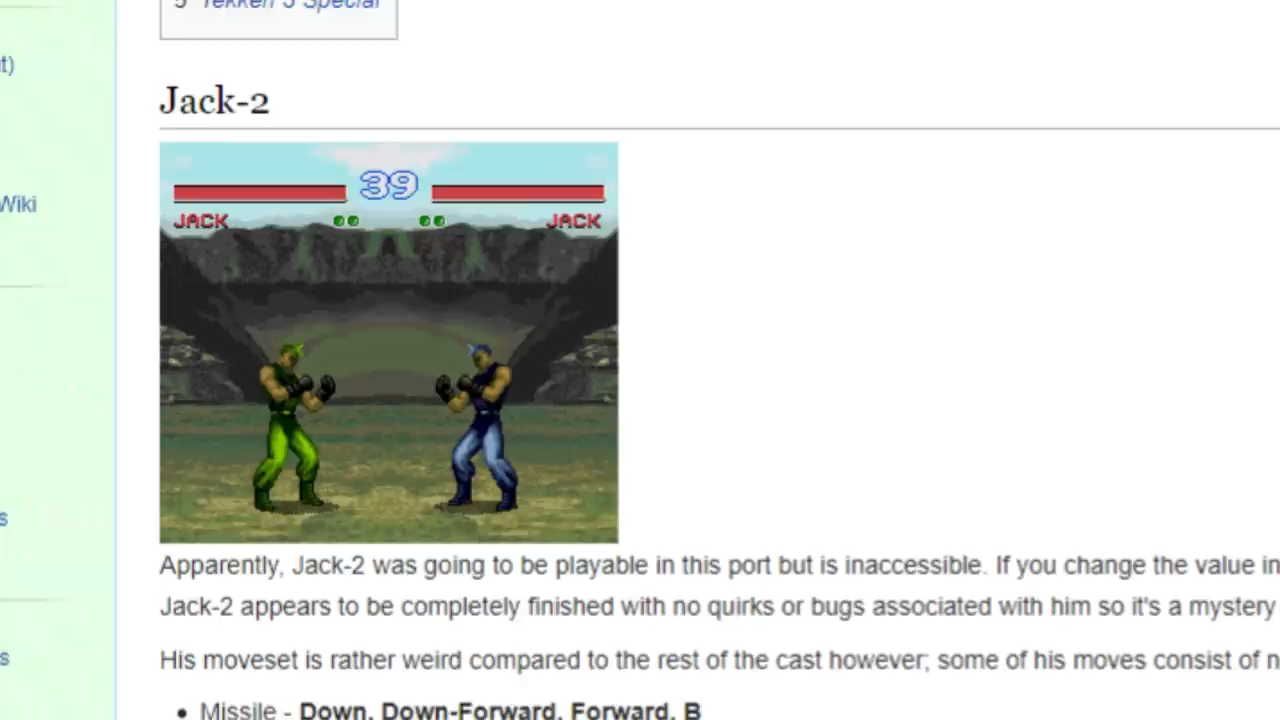 5 Tekken 3 Special
t)
Jack-2
39
JACK
JACK
Wiki
s
Apparently, Jack-2 was going to be playable in this port but is inaccessible. If you change the value in
Jack-2 appears to be completely finished with no quirks or bugs associated with him so it's a mystery
s
His moveset is rather weird compared to the rest of the cast however; some of his moves consist of n
• Missile - Down, Down-Forward, Forward, B